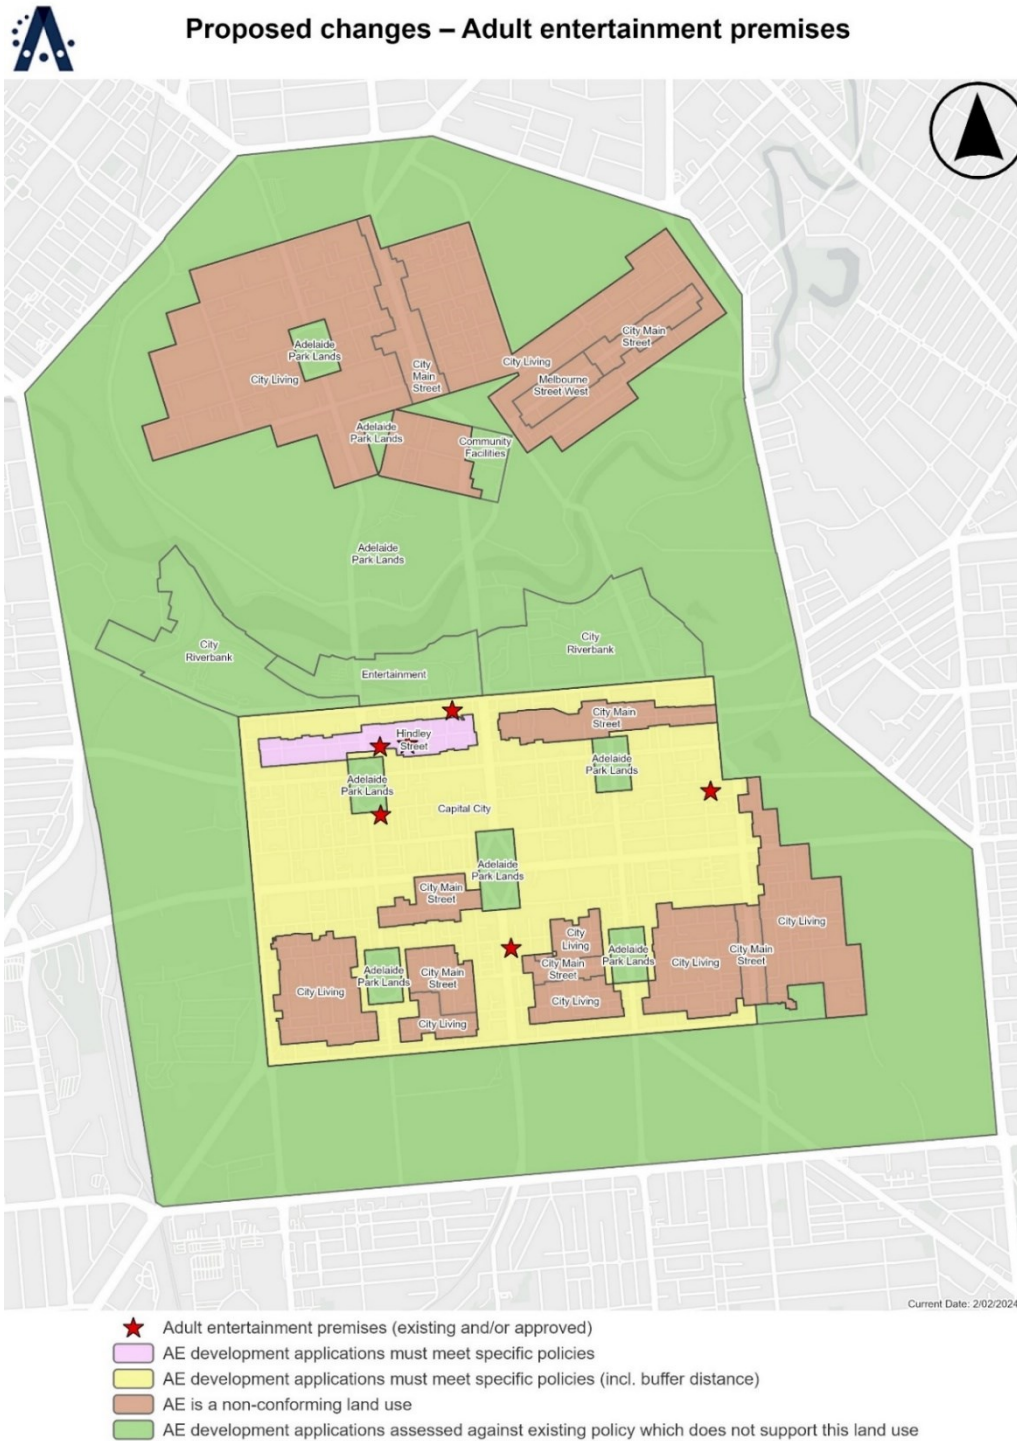 Proposed changes – Adult entertainment premises
City Main
Street
Adelaide
Park Lands
City Living
City
Main
Street
City Living
Melbourne
Street West
Adelaide
Park Lands
Community
Facilities
Adelaide
Park Lands
City
Riverbank
City
Riverbank
Entertainment
City Main
Street
Hindley
Street
Adelaide
Park Lands
Adelaide
Park Lands
Capital City
Adelaide
Park Lands
City Main
Street
City Living
City
Living
Adelaide
Park Lands
City Main
Street
City Living
City Main
Street
Adelaide
Park Lands
City Main
Street
City Living
City Living
City Living
Current Date: 2/02/2024
Adult entertainment premises (existing and/or approved)
AE development applications must meet specific policies
AE development applications must meet specific policies (incl. buffer distance)
AE is a non-conforming land use
AE development applications assessed against existing policy which does not support this land use